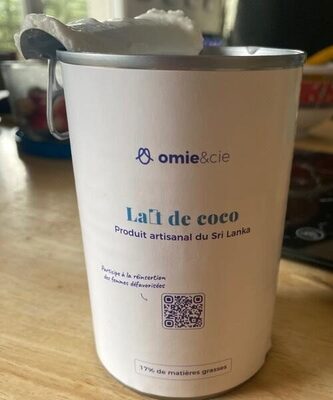 omie&cie
Lait de coco
Produit artisanal du Sri Lanka
Participe à la réinsertion
des femmes défavorisées
17% de matières grasses